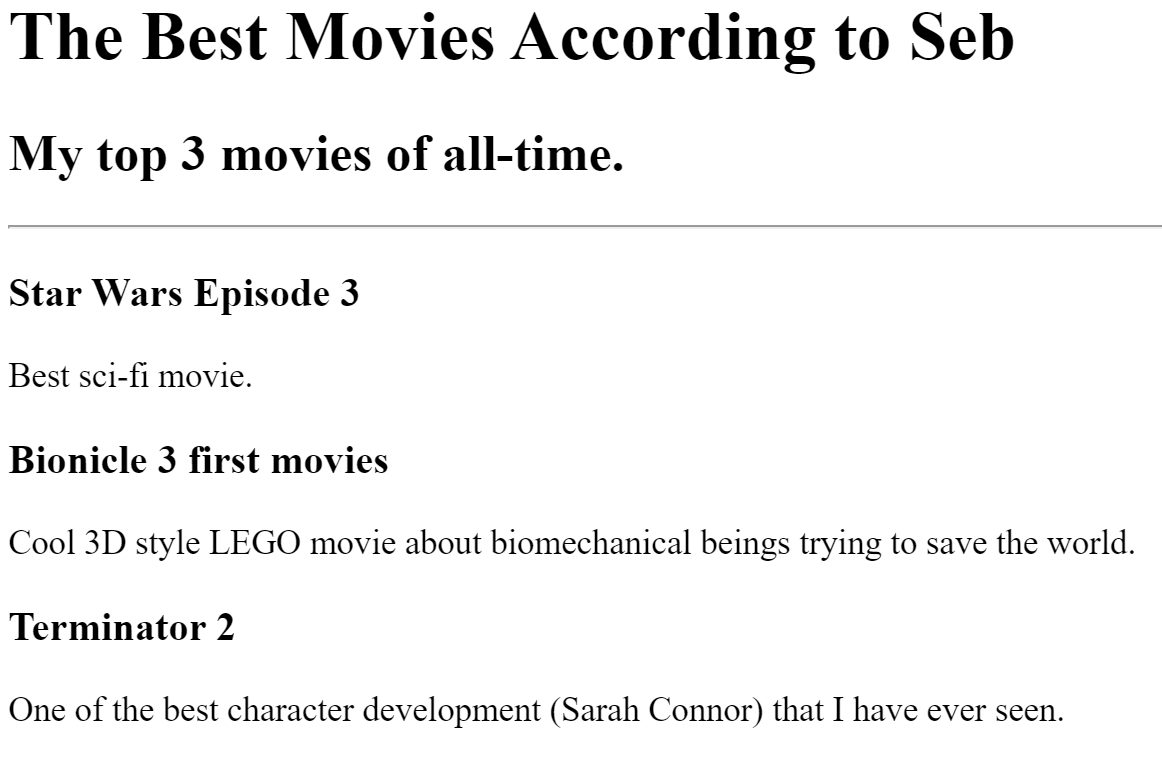 The Best Movies According to Seb
My top 3 movies of all-time.
Star Wars Episode 3
Best sci-fi movie.
Bionicle 3 first movies
Cool 3D style LEGO movie about biomechanical beings trying to save the world.
Terminator 2
One of the best character development (Sarah Connor) that I have ever seen.